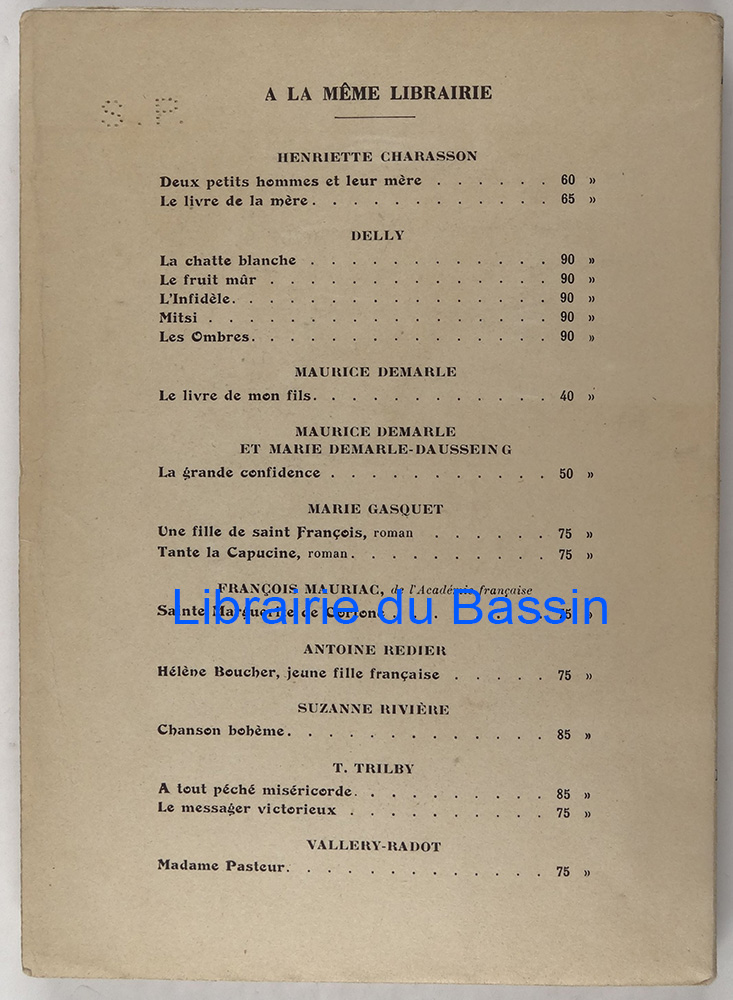 A LA MÊME LIBRAIRIE
S. P.
HENRIETTE CHARASSON
Deux petits hommes et leur mère . . . . . . 60 »
Le livre de la mère. . . . . . . . . . . . 65 »
DELLY
La chatte blanche . . . . . . . . . . . . 90 »
Le fruit mûr . . . . . . . . . . . . . . 90 »
L'Infidèle. . . . . . . . . . . . . . . . 90 »
Mitsi . . . . . . . . . . . . . . . . . 90 »
Les Ombres. . . . . . . . . . . . . . . 90 »
MAURICE DEMARLE
Le livre de mon fils. . . . . . . . . . . . 40 »
MAURICE DEMARLE
ET MARIE DEMARLE-DAUSSEING
La grande confidence . . . . . . . . . . . 50 »
MARIE GASQUET
Une fille de saint François, roman . . . . . . 75 »
Tante la Capucine, roman. . . . . . . . . . 75 »
FRANÇOIS MAURIAC, de l'Académie française
Librairie du Bassin
Sainte Marguerite de Cortone . . . . . . . . 75 »
ANTOINE REDIER
Hélène Boucher, jeune fille française . . . . . 75 »
SUZANNE RIVIÈRE
Chanson bohème. . . . . . . . . . . . . 85 »
T. TRILBY
A tout péché miséricorde. . . . . . . . . . 85 »
Le messager victorieux . . . . . . . . . . 75 »
VALLERY-RADOT
Madame Pasteur. . . . . . . . . . . . . 75 »